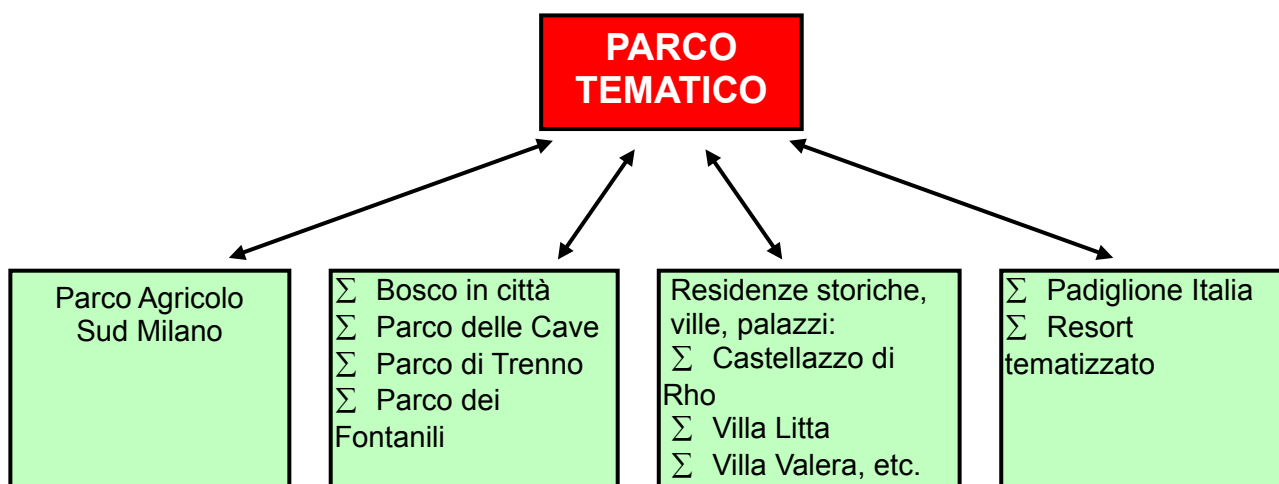 PARCO
TEMATICO
Parco Agricolo
Sud Milano
∑ Bosco in città
∑ Parco delle Cave
∑ Parco di Trenno
∑ Parco dei
Fontanili
Residenze storiche,
ville, palazzi:
∑ Castellazzo di
Rho
∑ Villa Litta
∑ Villa Valera, etc.
∑ Padiglione Italia
∑ Resort
tematizzato